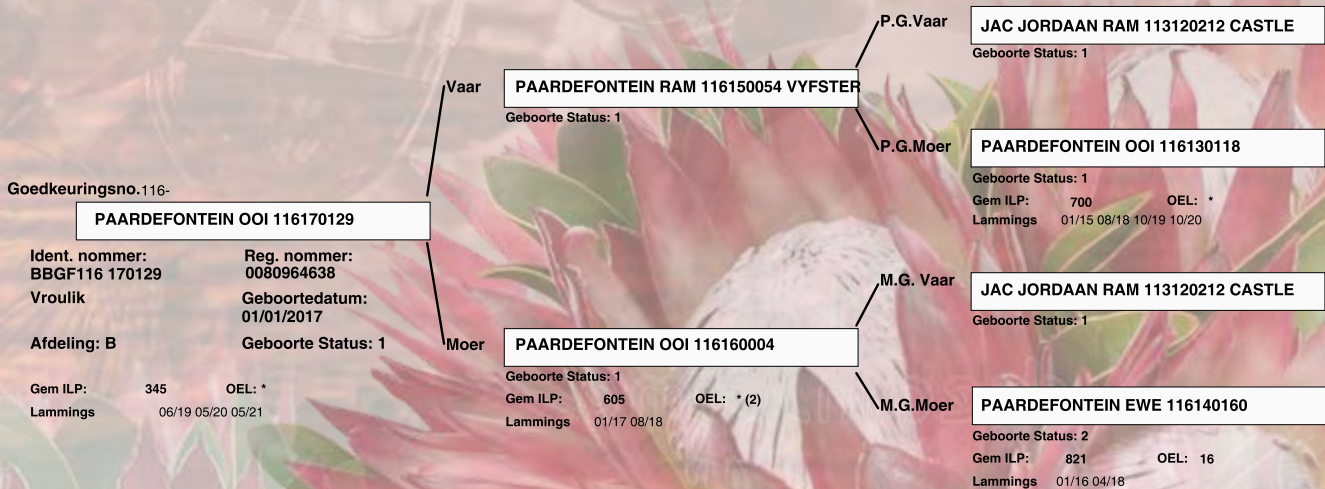 Goedkeuringsno.116-
PAARDEFONTEIN OOI 116170129
Ident. nommer:
BBGF116 170129
Reg. nommer:
0080964638
Vroulik
Geboortedatum:
01/01/2017
Afdeling: B
Geboorte Status: 1
Gem ILP: 345 OEL: *
Lammings 06/19 05/20 05/21
Vaar
PAARDEFONTEIN RAM 116150054 VYFSTER
Geboorte Status: 1
Moer
PAARDEFONTEIN OOI 116160004
Geboorte Status: 1
Gem ILP: 605 OEL: * (2)
Lammings 01/17 08/18
P.G.Vaar
JAC JORDAAN RAM 113120212 CASTLE
Geboorte Status: 1
P.G.Moer
PAARDEFONTEIN OOI 116130118
Geboorte Status: 1
Gem ILP: 700 OEL: *
Lammings 01/15 08/18 10/19 10/20
M.G. Vaar
JAC JORDAAN RAM 113120212 CASTLE
Geboorte Status: 1
M.G.Moer
PAARDEFONTEIN EWE 116140160
Geboorte Status: 2
Gem ILP: 821 OEL: 16
Lammings 01/16 04/18